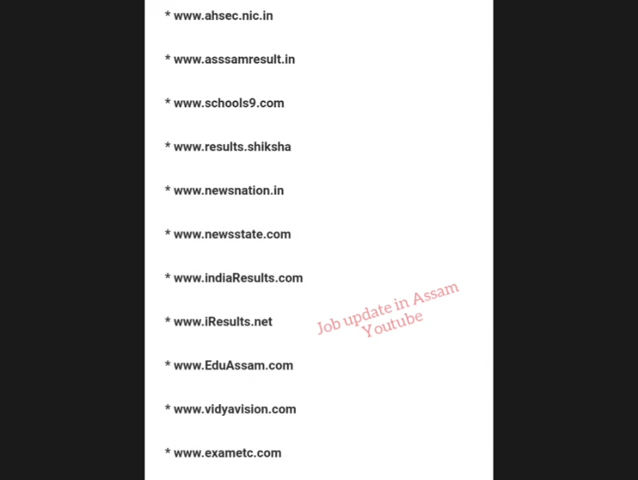 * www.ahsec.nic.in
* www.asssamresult.in
* www.schools9.com
* www.results.shiksha
* www.newsnation.in
* www.newsstate.com
* www.indiaResults.com
* www.iResults.net
Job update in Assam
Youtube
* www.EduAssam.com
* www.vidyavision.com
* www.exametc.com